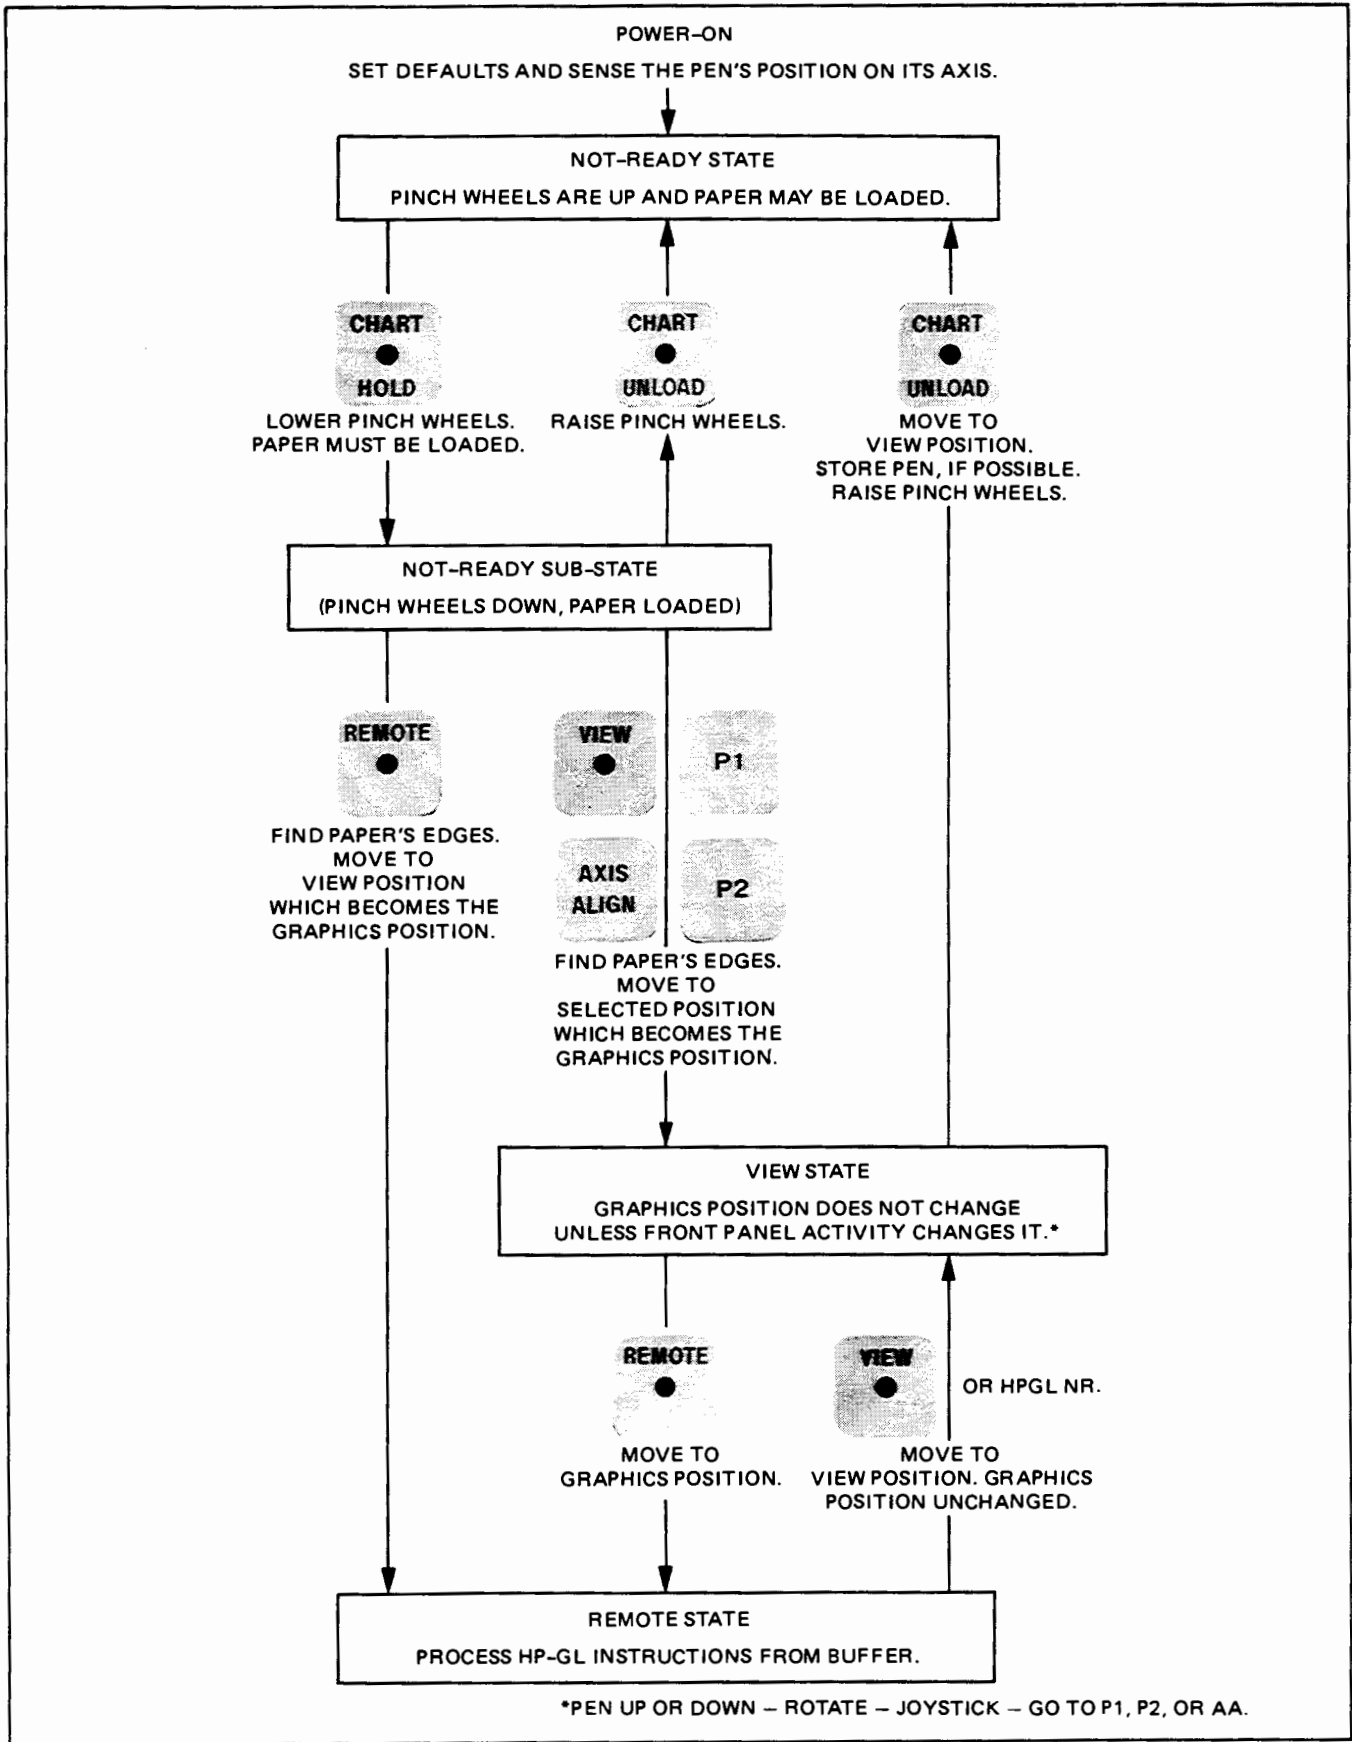 POWER-ON
SET DEFAULTS AND SENSE THE PEN'S POSITION ON ITS AXIS.
NOT-READY STATE
PINCH WHEELS ARE UP AND PAPER MAY BE LOADED.
CHART
HOLD
LOWER PINCH WHEELS.
PAPER MUST BE LOADED.
CHART
UNLOAD
RAISE PINCH WHEELS.
CHART
UNLOAD
MOVE TO
VIEW POSITION.
STORE PEN, IF POSSIBLE.
RAISE PINCH WHEELS.
NOT-READY SUB-STATE
(PINCH WHEELS DOWN, PAPER LOADED)
REMOTE
FIND PAPER'S EDGES.
MOVE TO
VIEW POSITION
WHICH BECOMES THE
GRAPHICS POSITION.
VIEW
P1
AXIS
ALIGN
P2
FIND PAPER'S EDGES.
MOVE TO
SELECTED POSITION
WHICH BECOMES THE
GRAPHICS POSITION.
VIEW STATE
GRAPHICS POSITION DOES NOT CHANGE
UNLESS FRONT PANEL ACTIVITY CHANGES IT.*
REMOTE
MOVE TO
GRAPHICS POSITION.
VIEW
OR HPGL NR.
MOVE TO
VIEW POSITION. GRAPHICS
POSITION UNCHANGED.
REMOTE STATE
PROCESS HP-GL INSTRUCTIONS FROM BUFFER.
*PEN UP OR DOWN – ROTATE – JOYSTICK – GO TO P1, P2, OR AA.